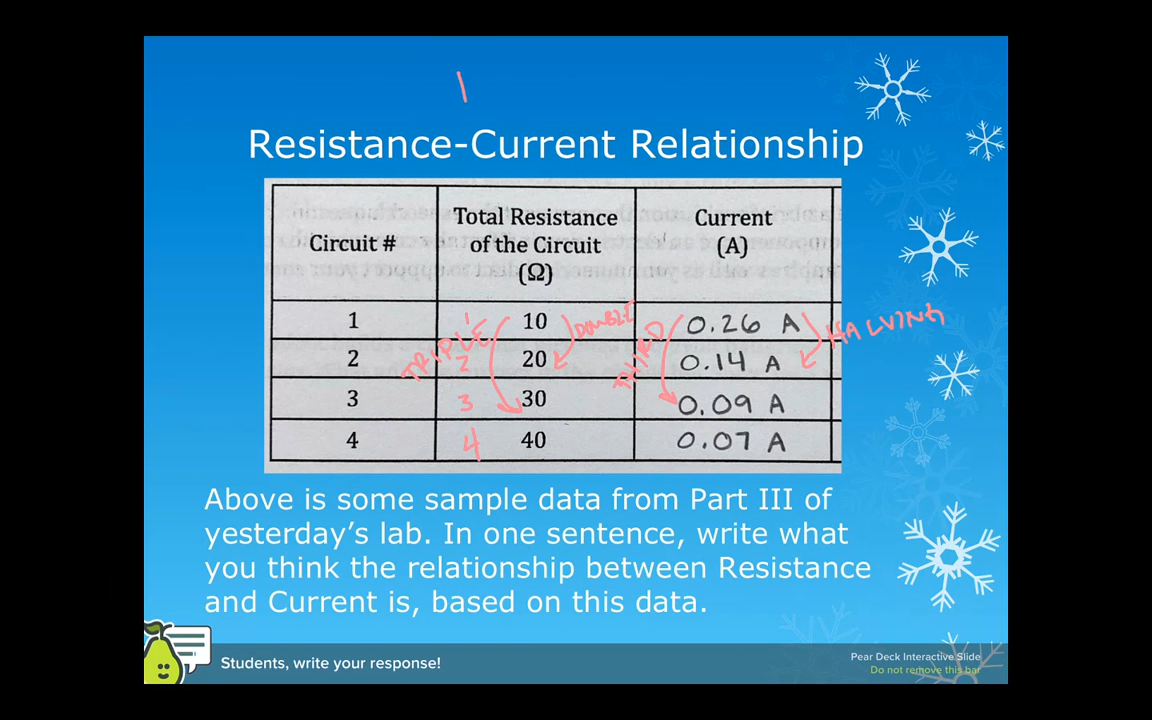 1
Resistance-Current Relationship
Circuit #
Total Resistance
of the Circuit
(Ω)
Current
(A)
1 1 10 DOUBLE 0.26 A HALVING
TRIPLE THIRD
2 2 20 0.14 A
3 3 30 0.09 A
4 4 40 0.07 A
Above is some sample data from Part III of
yesterday’s lab. In one sentence, write what
you think the relationship between Resistance
and Current is, based on this data.
Students, write your response!
Pear Deck Interactive Slide
Do not remove this bar